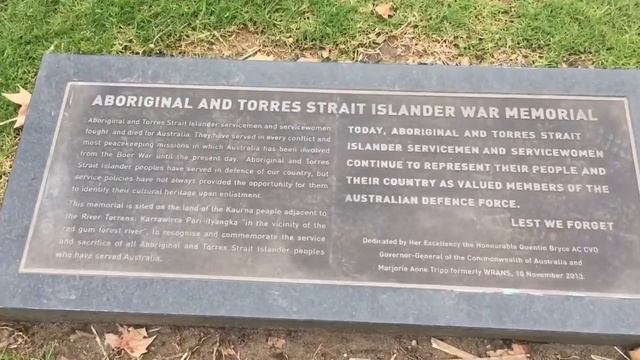 ABORIGINAL AND TORRES STRAIT ISLANDER WAR MEMORIAL
Aboriginal and Torres Strait Islander servicemen and servicewomen
fought and died for Australia. They have served in every conflict and
most peacekeeping missions in which Australia has been involved
from the Boer War until the present day. Aboriginal and Torres
Strait Islander peoples have served in defence of our country, but
service policies have not always provided the opportunity for them
to identify their cultural heritage upon enlistment.
This memorial is sited on the land of the Kaurna people adjacent to
the River Torrens, Karrawirra Pari-ityangka "in the vicinity of the
red gum forest river", to recognise and commemorate the service
and sacrifice of all Aboriginal and Torres Strait Islander peoples
who have served Australia.
TODAY, ABORIGINAL AND TORRES STRAIT
ISLANDER SERVICEMEN AND SERVICEWOMEN
CONTINUE TO REPRESENT THEIR PEOPLE AND
THEIR COUNTRY AS VALUED MEMBERS OF THE
AUSTRALIAN DEFENCE FORCE.
LEST WE FORGET
Dedicated by Her Excellency the Honourable Quentin Bryce AC CVO
Governor-General of the Commonwealth of Australia and
Marjorie Anne Tripp formerly WRANS, 10 November 2013.